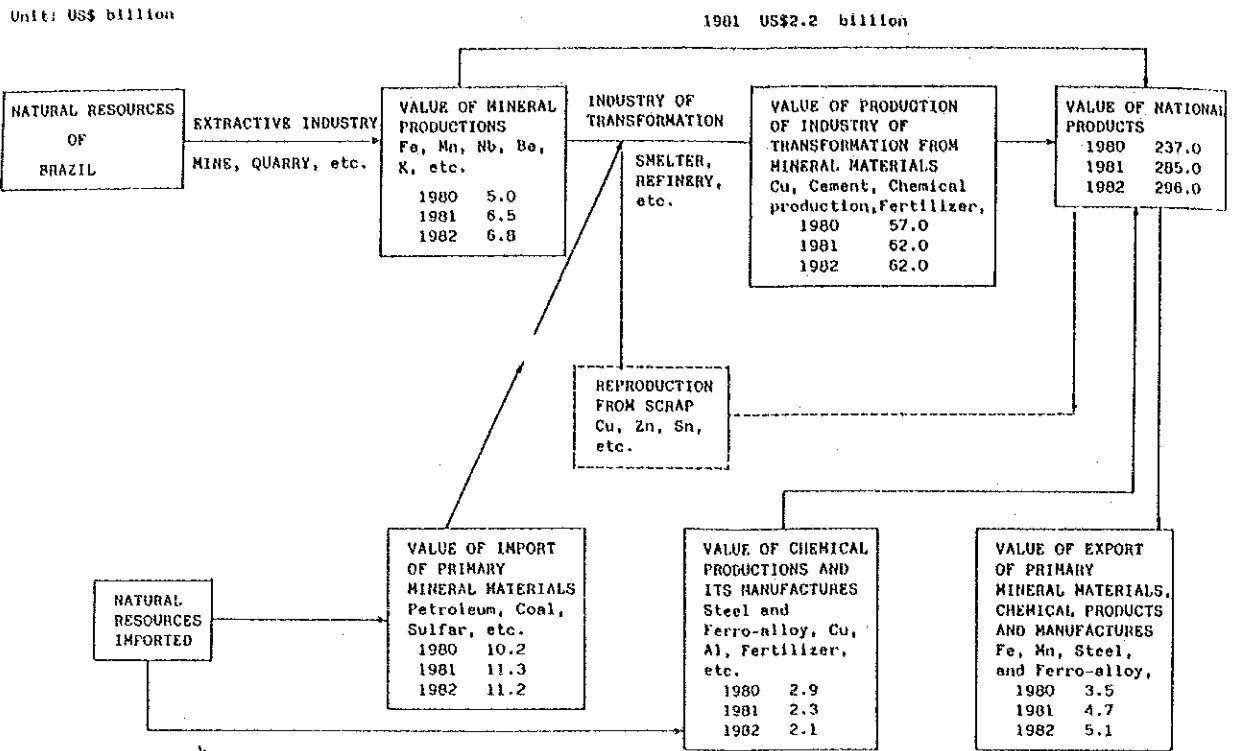 Unit: US$ billion
1981 US$2.2 billion
NATURAL RESOURCES
OF
BRAZIL
EXTRACTIVE INDUSTRY
MINE, QUARRY, etc.
VALUE OF MINERAL
PRODUCTIONS
Fe, Mn, Nb, Be,
K, etc.
1980 5.0
1981 6.5
1982 6.8
INDUSTRY OF
TRANSFORMATION
SMELTER,
REFINERY,
etc.
VALUE OF PRODUCTION
OF INDUSTRY OF
TRANSFORMATION FROM
MINERAL MATERIALS
Cu, Cement, Chemical
production, Fertilizer,
1980 57.0
1981 62.0
1982 62.0
VALUE OF NATIONAL
PRODUCTS
1980 237.0
1981 285.0
1982 296.0
REPRODUCTION
FROM SCRAP
Cu, Zn, Sn,
etc.
NATURAL
RESOURCES
IMPORTED
VALUE OF IMPORT
OF PRIMARY
MINERAL MATERIALS
Petroleum, Coal,
Sulfar, etc.
1980 10.2
1981 11.3
1982 11.2
VALUE OF CHEMICAL
PRODUCTIONS AND
ITS MANUFACTURES
Steel and
Ferro-alloy, Cu,
Al, Fertilizer,
etc.
1980 2.9
1981 2.3
1982 2.1
VALUE OF EXPORT
OF PRIMARY
MINERAL MATERIALS,
CHEMICAL PRODUCTS
AND MANUFACTURES
Fe, Mn, Steel,
and Ferro-alloy,
1980 3.5
1981 4.7
1982 5.1